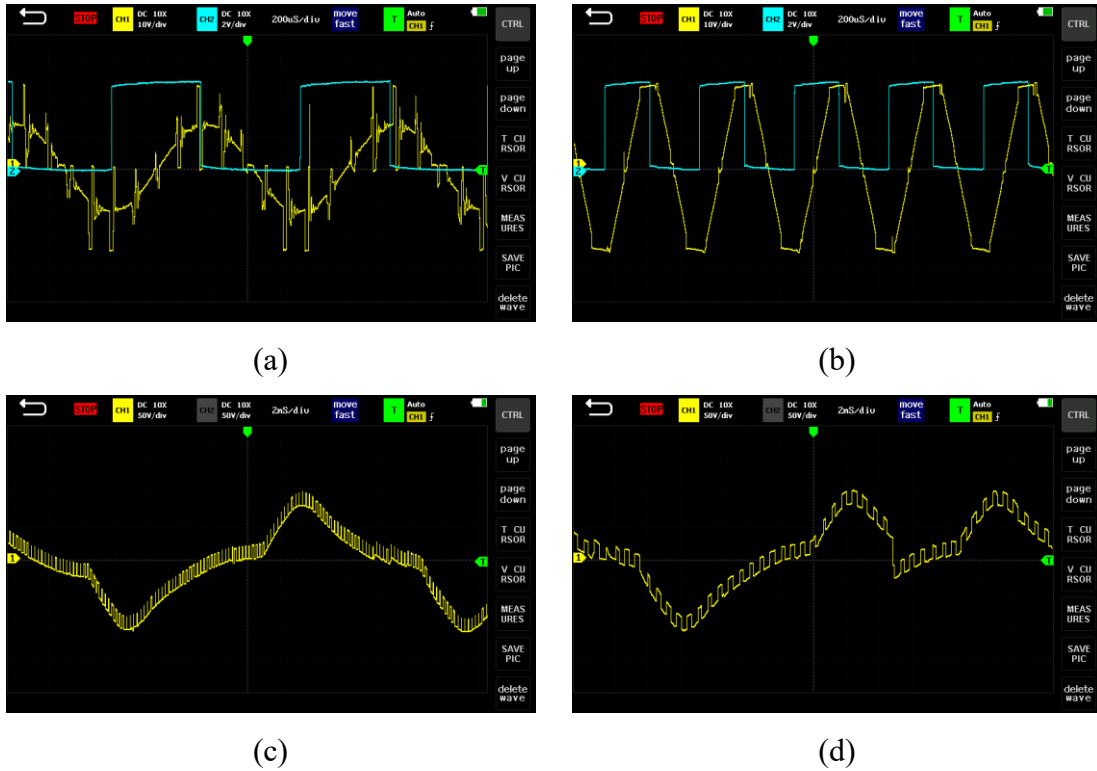 STOP CH1 DC 10X 10V/div CH2 DC 10X 2V/div 200uS/div move fast T Auto CH1
CTRL
page up
page down
T CU RSOR
V CU RSOR
MEAS URES
SAVE PIC
delete wave
1
2
T
(a)
STOP CH1 DC 10X 10V/div CH2 DC 10X 2V/div 200uS/div move fast T Auto CH1
CTRL
page up
page down
T CU RSOR
V CU RSOR
MEAS URES
SAVE PIC
delete wave
1
2
T
(b)
STOP CH1 DC 10X 50V/div CH2 DC 10X 50V/div 2mS/div move fast T Auto CH1
CTRL
page up
page down
T CU RSOR
V CU RSOR
MEAS URES
SAVE PIC
delete wave
1
T
(c)
STOP CH1 DC 10X 50V/div CH2 DC 10X 50V/div 2mS/div move fast T Auto CH1
CTRL
page up
page down
T CU RSOR
V CU RSOR
MEAS URES
SAVE PIC
delete wave
1
T
(d)